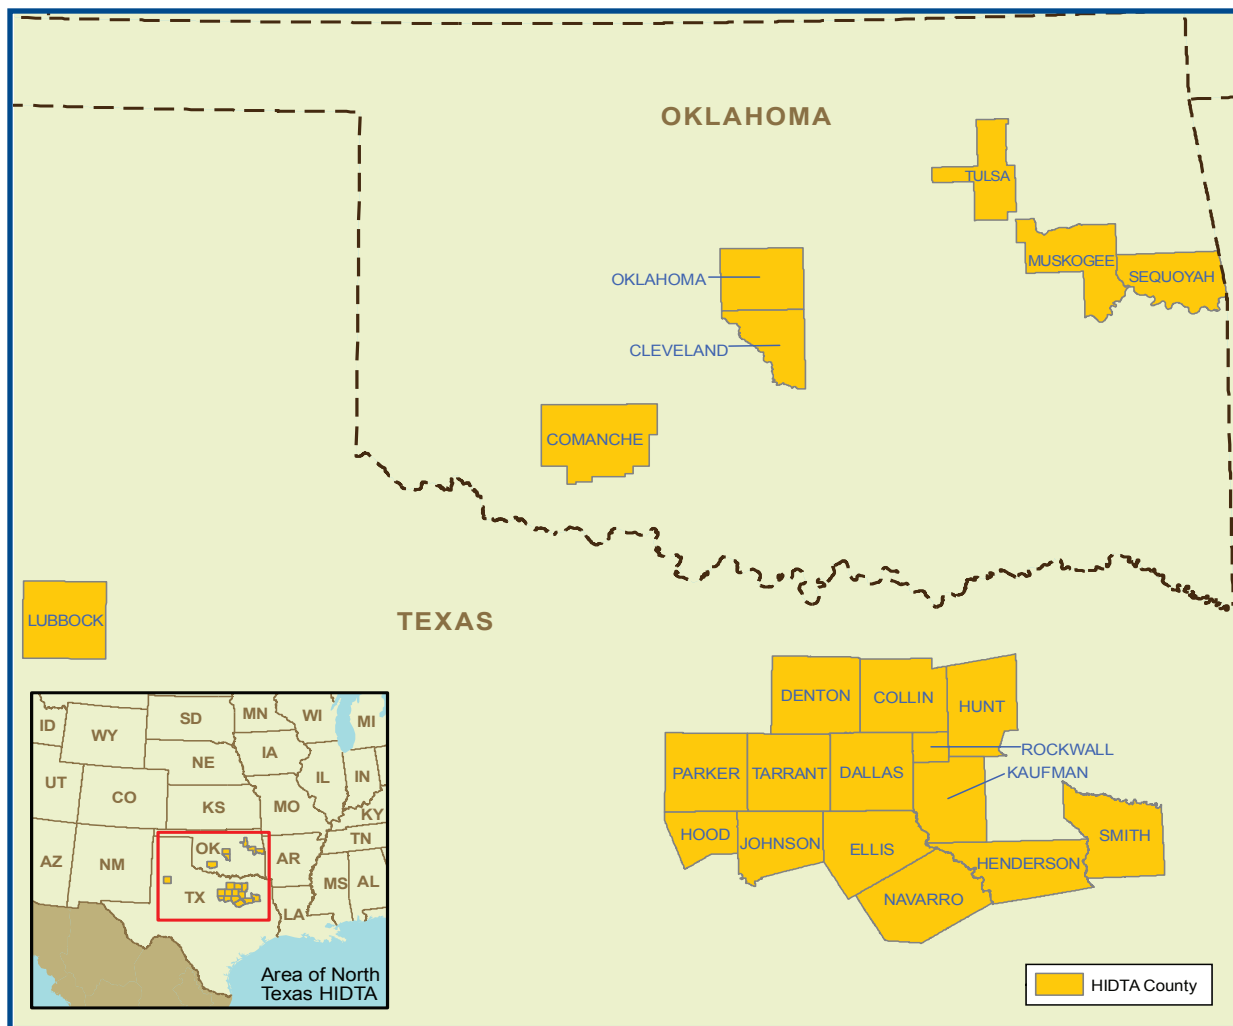 OKLAHOMA
TULSA
MUSKOGEE
SEQUOYAH
OKLAHOMA
CLEVELAND
COMANCHE
LUBBOCK
TEXAS
DENTON
COLLIN
HUNT
ROCKWALL
KAUFMAN
PARKER
TARRANT
DALLAS
HOOD
JOHNSON
ELLIS
SMITH
HENDERSON
NAVARRO
ID
WY
SD
MN
WI
MI
NE
IA
UT
CO
KS
MO
IL
IN
KY
AZ
NM
OK
AR
TN
TX
LA
MS
AL
Area of North
Texas HIDTA
HIDTA County